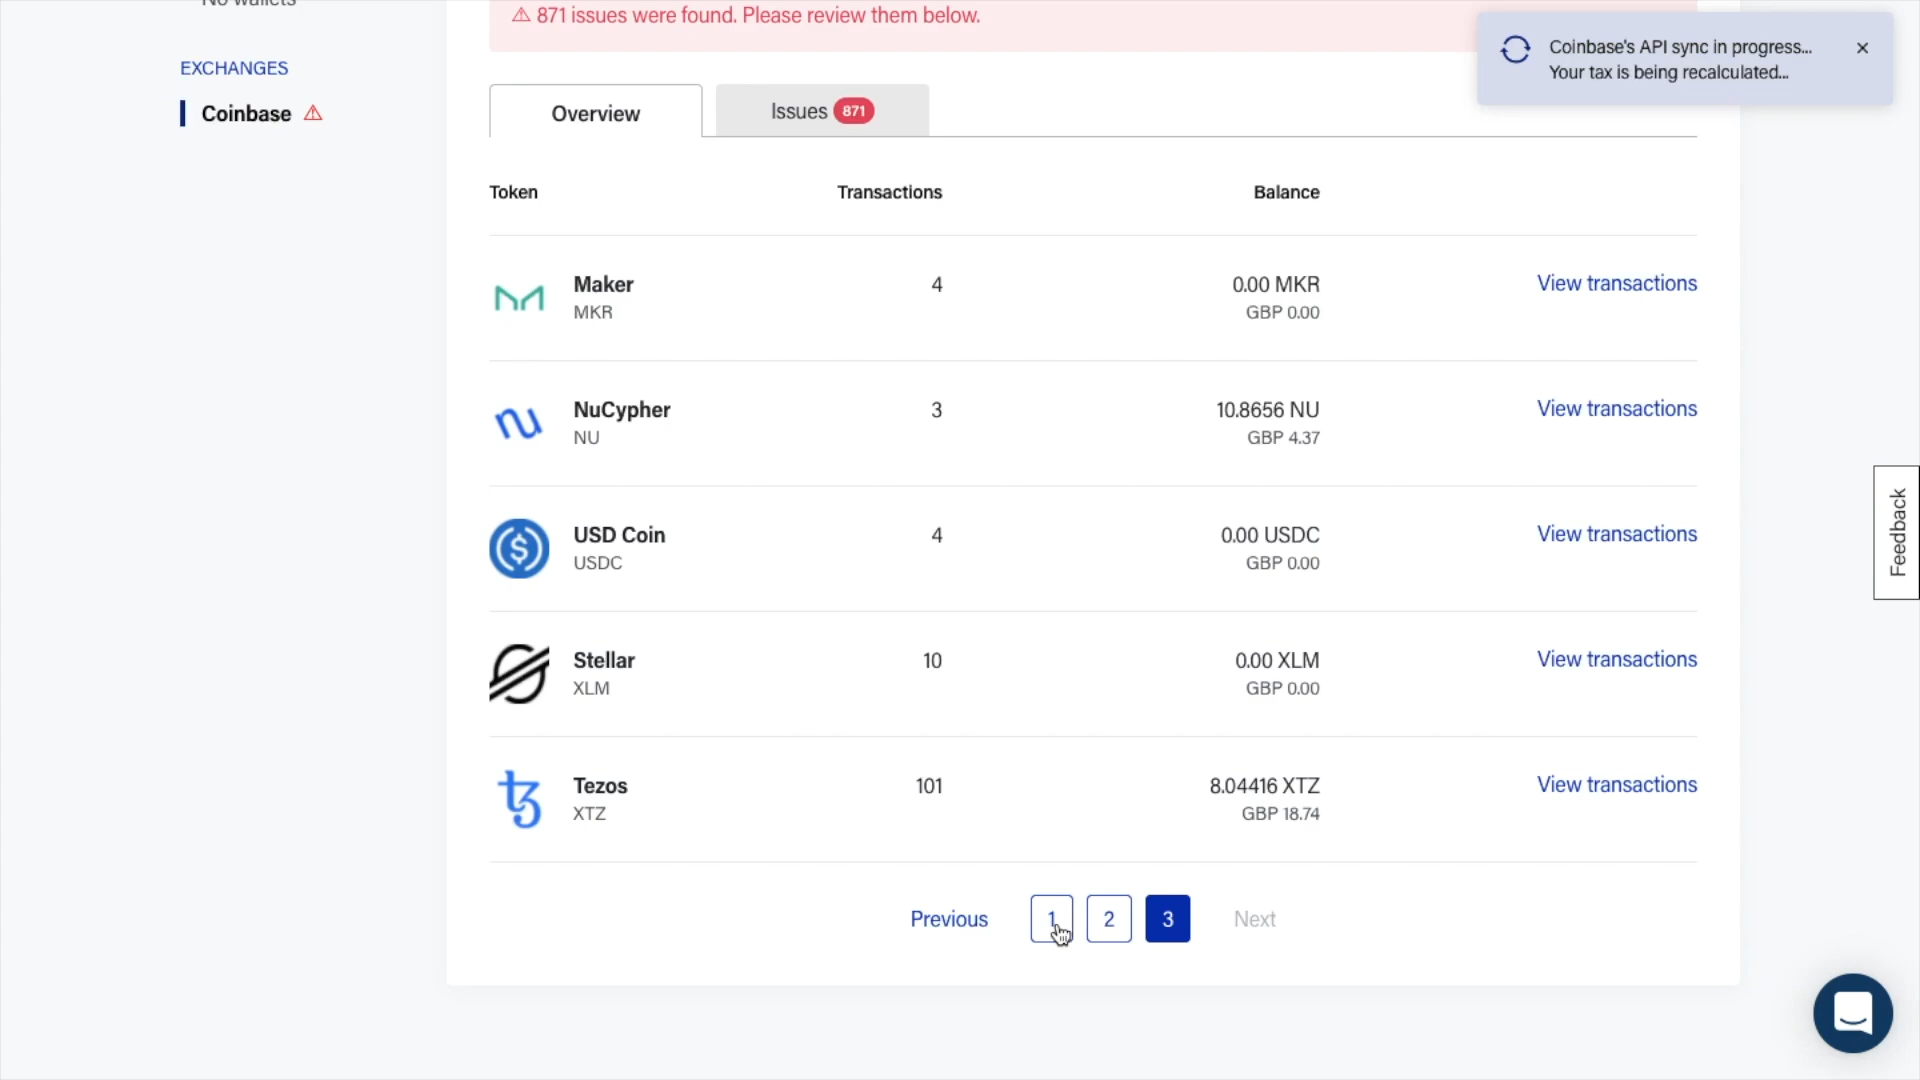 No wallets
EXCHANGES
Coinbase
871 issues were found. Please review them below.
Coinbase's API sync in progress...
Your tax is being recalculated...
Overview
Issues 871
Token Transactions Balance
Maker 4 0.00 MKR View transactions
MKR GBP 0.00
NuCypher 3 10.8656 NU View transactions
NU GBP 4.37
USD Coin 4 0.00 USDC View transactions
USDC GBP 0.00
Stellar 10 0.00 XLM View transactions
XLM GBP 0.00
Tezos 101 8.04416 XTZ View transactions
XTZ GBP 18.74
Previous 1 2 3 Next
Feedback